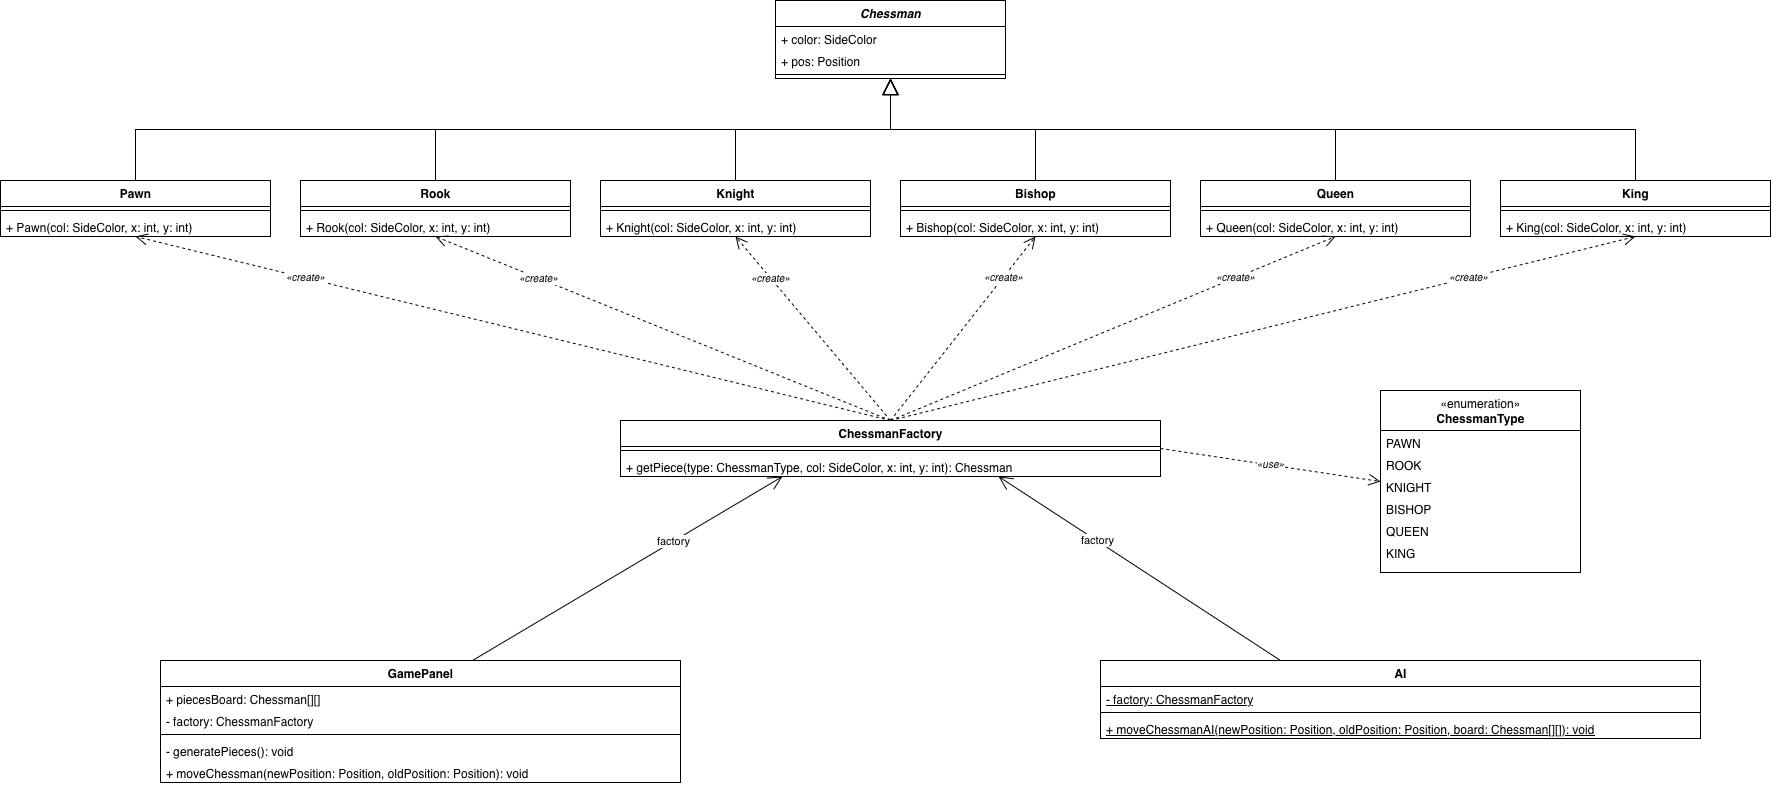 Chessman
+ color: SideColor
+ pos: Position
Pawn
+ Pawn(col: SideColor, x: int, y: int)
Rook
+ Rook(col: SideColor, x: int, y: int)
Knight
+ Knight(col: SideColor, x: int, y: int)
Bishop
+ Bishop(col: SideColor, x: int, y: int)
Queen
+ Queen(col: SideColor, x: int, y: int)
King
+ King(col: SideColor, x: int, y: int)
«create»
«create»
«create»
«create»
«create»
«create»
ChessmanFactory
+ getPiece(type: ChessmanType, col: SideColor, x: int, y: int): Chessman
«use»
«enumeration»
ChessmanType
PAWN
ROOK
KNIGHT
BISHOP
QUEEN
KING
factory
factory
GamePanel
+ piecesBoard: Chessman[][]
- factory: ChessmanFactory
- generatePieces(): void
+ moveChessman(newPosition: Position, oldPosition: Position): void
AI
- factory: ChessmanFactory
+ moveChessmanAI(newPosition: Position, oldPosition: Position, board: Chessman[][]): void